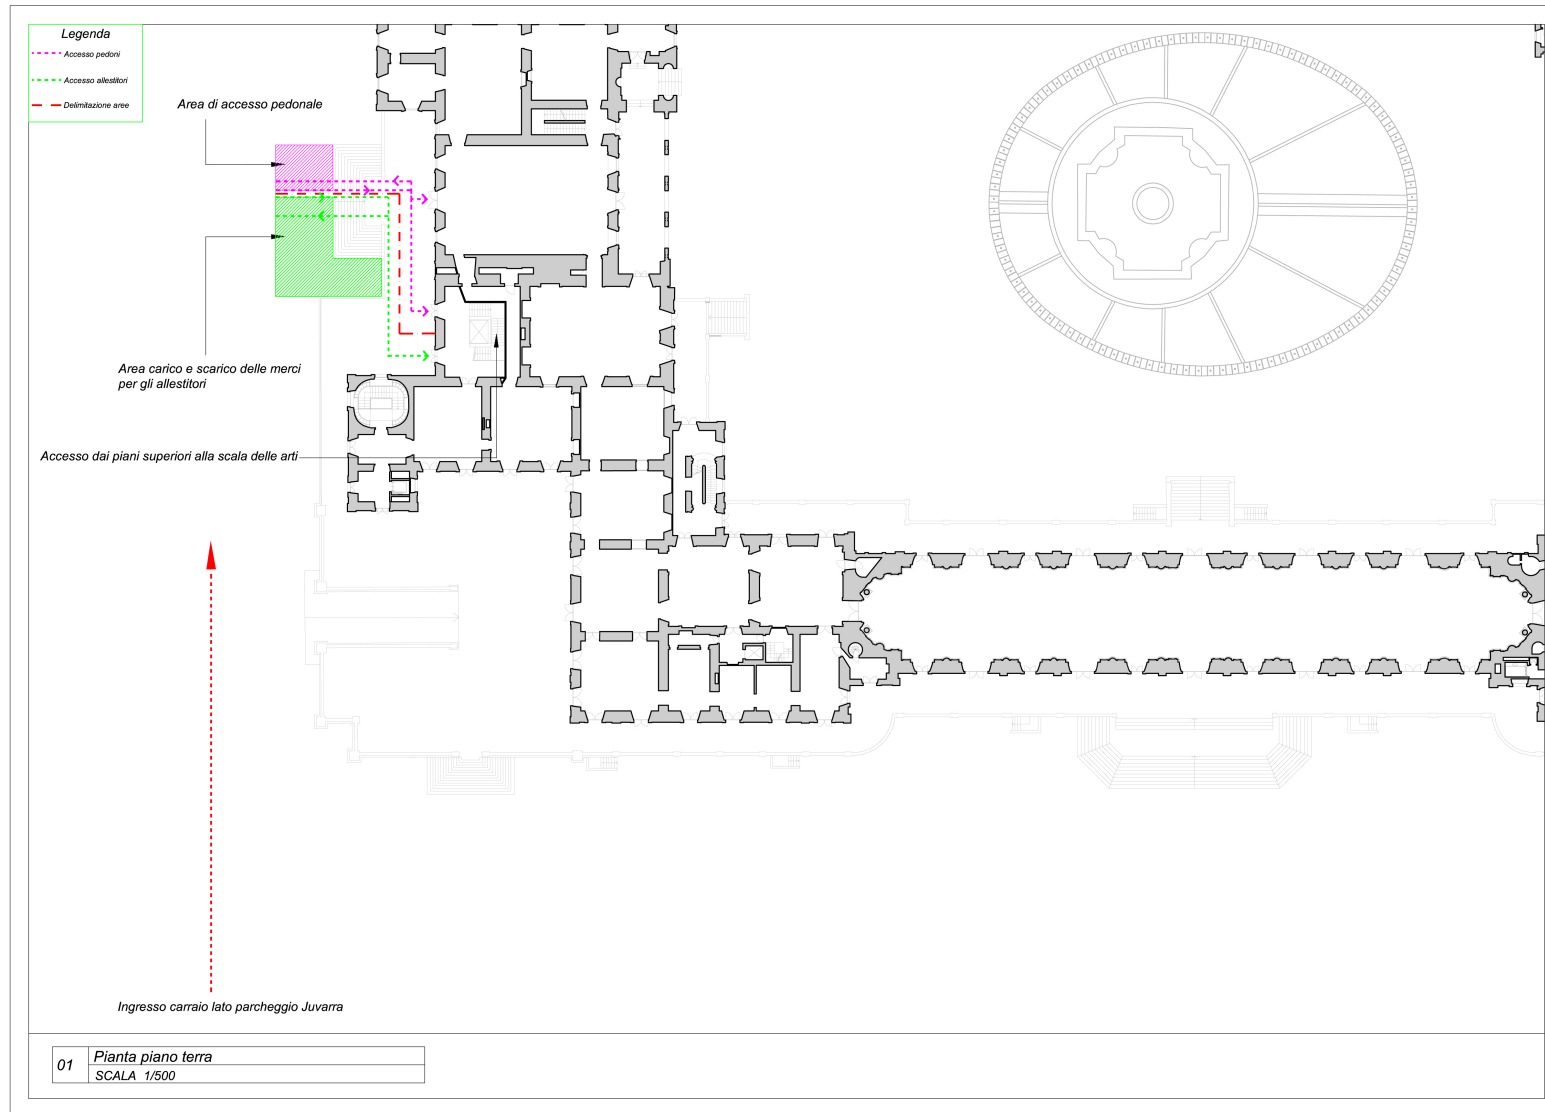 Legenda
Accesso pedoni
Accesso allestitori
Delimitazione aree
Area di accesso pedonale
Area carico e scarico delle merci
per gli allestitori
Accesso dai piani superiori alla scala delle arti
Ingresso carraio lato parcheggio Juvarra
01
Pianta piano terra
SCALA 1/500